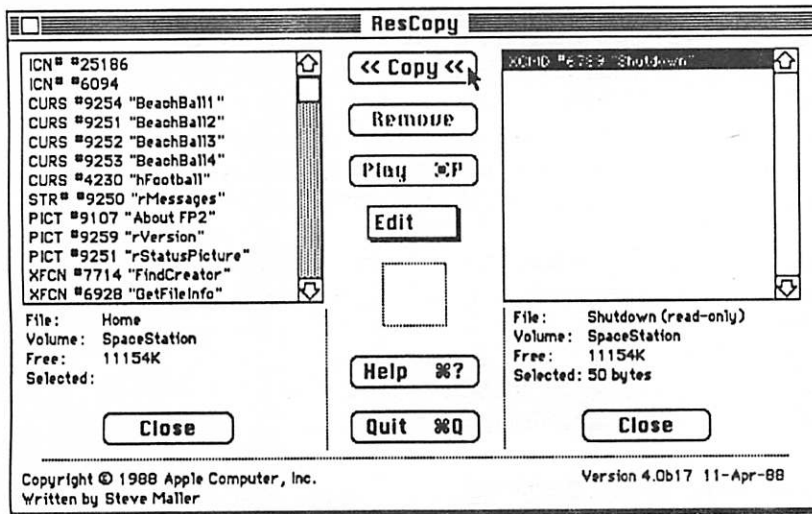 ResCopy
ICN# #25186
ICN# #6094
CURS #9254 "BeachBall1"
CURS #9251 "BeachBall2"
CURS #9252 "BeachBall3"
CURS #9253 "BeachBall4"
CURS #4230 "hFootball"
STR# #9250 "rMessages"
PICT #9107 "About FP2"
PICT #9259 "rVersion"
PICT #9251 "rStatusPicture"
XFCN #7714 "FindCreator"
XFCN #6928 "GetFileInfo"
File: Home
Volume: SpaceStation
Free: 11154K
Selected:
Close
<< Copy <<
Remove
Play ⌘P
Edit
Help ⌘?
Quit ⌘Q
XCMD #6789 "Shutdown"
File: Shutdown (read-only)
Volume: SpaceStation
Free: 11154K
Selected: 50 bytes
Close
Copyright © 1988 Apple Computer, Inc.
Written by Steve Maller
Version 4.0b17 11-Apr-88